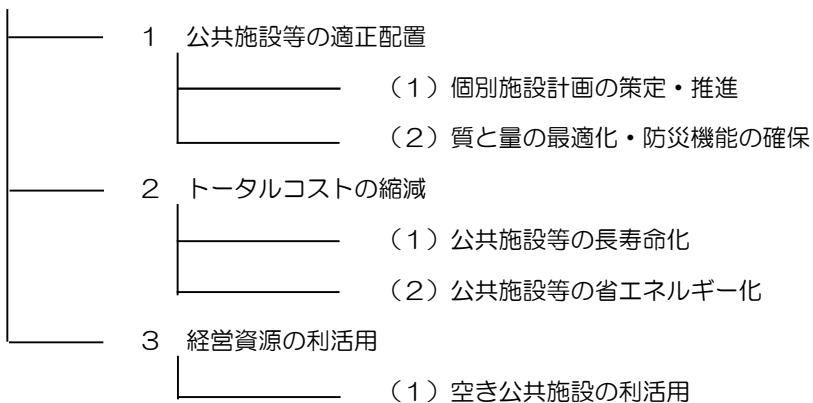 １　公共施設等の適正配置
（１）個別施設計画の策定・推進
（２）質と量の最適化・防災機能の確保
２　トータルコストの縮減
（１）公共施設等の長寿命化
（２）公共施設等の省エネルギー化
３　経営資源の利活用
（１）空き公共施設の利活用